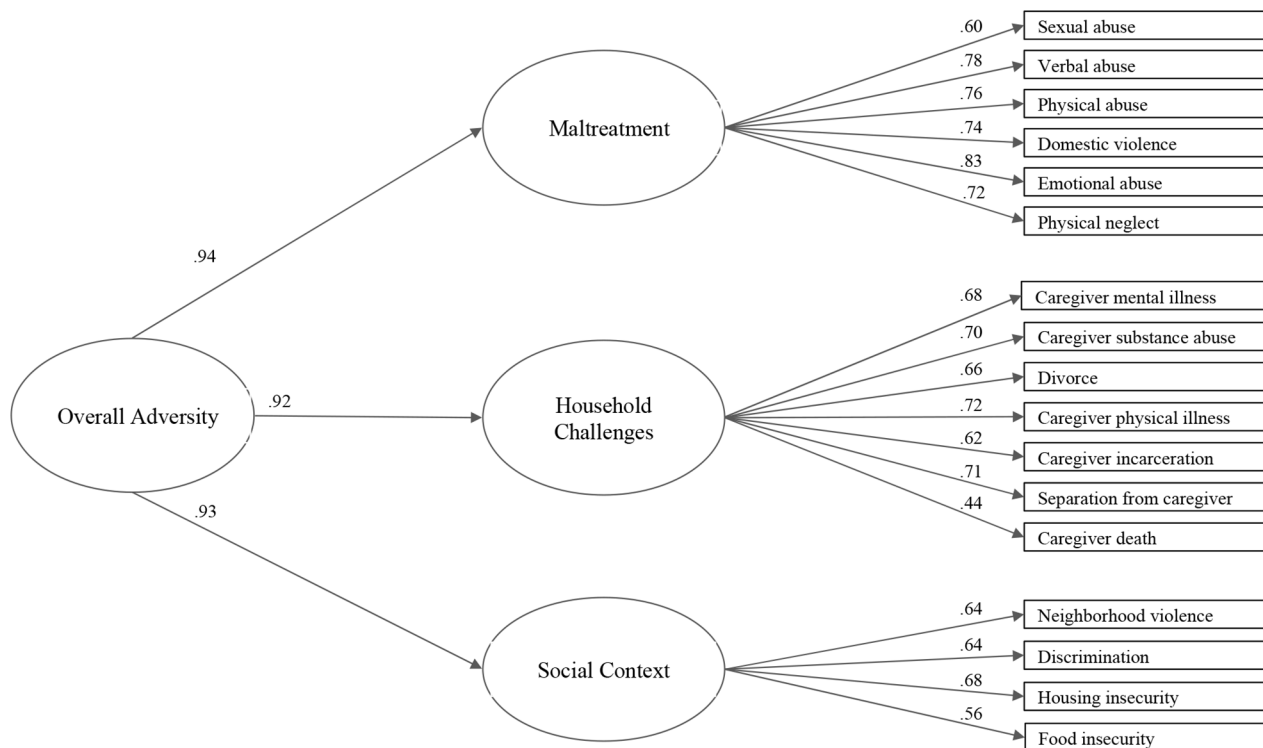 .60
Sexual abuse
.78
Verbal abuse
.76
Physical abuse
Maltreatment
.74
Domestic violence
.83
Emotional abuse
.72
Physical neglect
.94
.68
Caregiver mental illness
.70
Caregiver substance abuse
.66
Divorce
Overall Adversity
.92
Household
Challenges
.72
Caregiver physical illness
.62
Caregiver incarceration
.71
Separation from caregiver
.44
Caregiver death
.93
.64
Neighborhood violence
.64
Discrimination
Social Context
.68
Housing insecurity
.56
Food insecurity